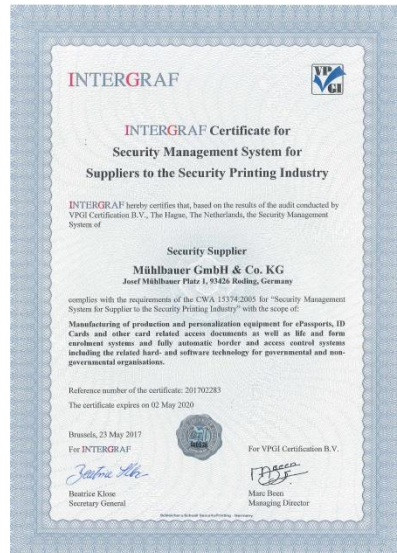 INTERGRAF
VP
GI
INTERGRAF Certificate for
Security Management System for
Suppliers to the Security Printing Industry
INTERGRAF hereby certifies that, based on the results of the audit conducted by
VPGI Certification B.V., The Hague, The Netherlands, the Security Management
System of
Security Supplier
Mühlbauer GmbH & Co. KG
Josef Mühlbauer Platz 1, 93426 Roding, Germany
complies with the requirements of the CWA 15374:2005 for "Security Management
System for Supplier to the Security Printing Industry" with the scope of:
Manufacturing of production and personalization equipment for ePassports, ID
Cards and other card related access documents as well as life and form
enrolment systems and fully automatic border and access control systems
including the related hard- and software technology for governmental and non-
governmental organisations.
Reference number of the certificate: 201702283
The certificate expires on 02 May 2020
Brussels, 23 May 2017
For INTERGRAF
For VPGI Certification B.V.
Beatrice Klose
Marc Been
Secretary General
Managing Director